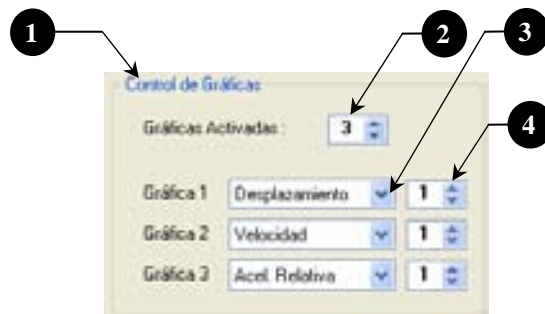 1 2 3
Control de Gráficas
Gráficas Activadas : 3
4
Gráfica 1 Desplazamiento 1
Gráfica 2 Velocidad 1
Gráfica 3 Acel. Relativa 1